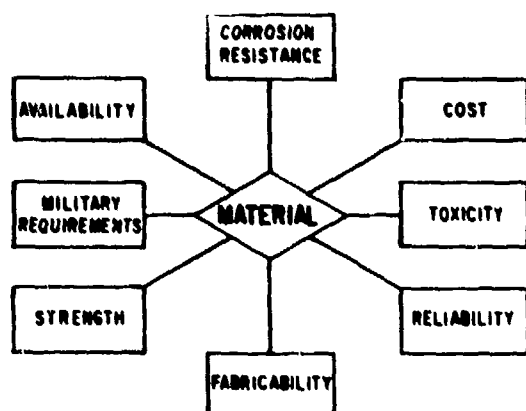 CORROSION
RESISTANCE
AVAILABILITY
COST
MILITARY
REQUIREMENTS
MATERIAL
TOXICITY
STRENGTH
RELIABILITY
FABRICABILITY